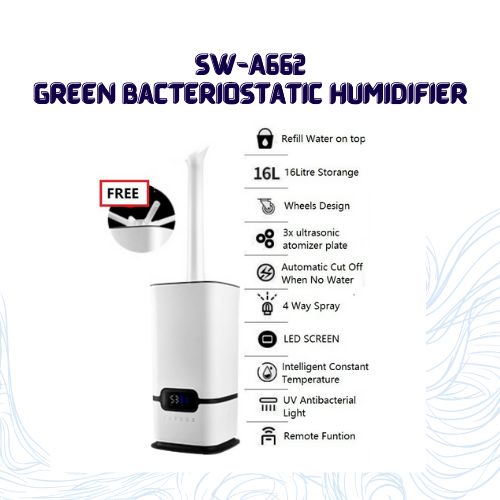 SW-A662
GREEN BACTERIOSTATIC HUMIDIFIER
FREE
Refill Water on top
16L 16Litre Storange
Wheels Design
3x ultrasonic
atomizer plate
Automatic Cut Off
When No Water
4 Way Spray
LED SCREEN
Intelligent Constant
Temperature
UV Antibacterial
Light
Remote Funtion